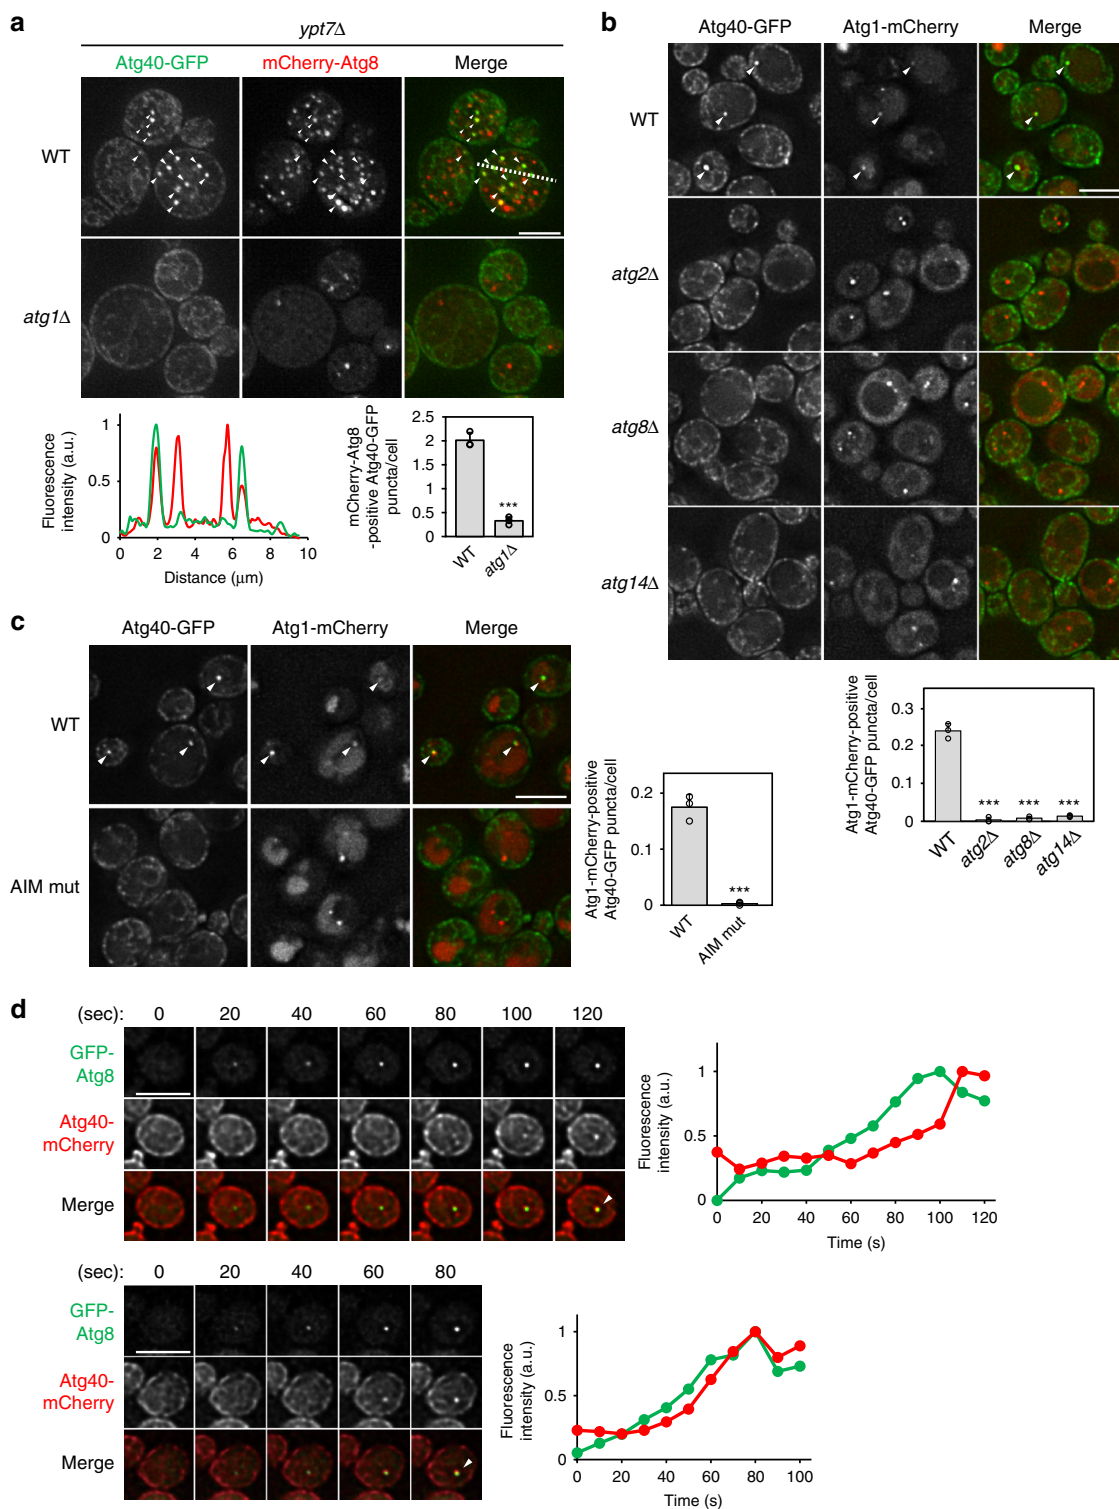 a
ypt7Δ
Atg40-GFP
mCherry-Atg8
Merge
WT
atg1Δ
Fluorescence
intensity (a.u.)
1
0.5
0
0
2
4
6
8
10
Distance (μm)
mCherry-Atg8
-positive Atg40-GFP
puncta/cell
2.5
2
1.5
1
0.5
0
***
WT
atg1Δ
b
Atg40-GFP
Atg1-mCherry
Merge
WT
atg2Δ
atg8Δ
atg14Δ
Atg1-mCherry-positive
Atg40-GFP puncta/cell
0.3
0.2
0.1
0
***
***
***
WT
atg2Δ
atg8Δ
atg14Δ
c
Atg40-GFP
Atg1-mCherry
Merge
WT
AIM mut
Atg1-mCherry-positive
Atg40-GFP puncta/cell
0.2
0.1
0
***
WT
AIM mut
d
(sec):
0
20
40
60
80
100
120
GFP-
Atg8
Atg40-
mCherry
Merge
Fluorescence
intensity (a.u.)
1
0.5
0
0
20
40
60
80
100
120
Time (s)
(sec):
0
20
40
60
80
GFP-
Atg8
Atg40-
mCherry
Merge
Fluorescence
intensity (a.u.)
1
0.5
0
0
20
40
60
80
100
Time (s)